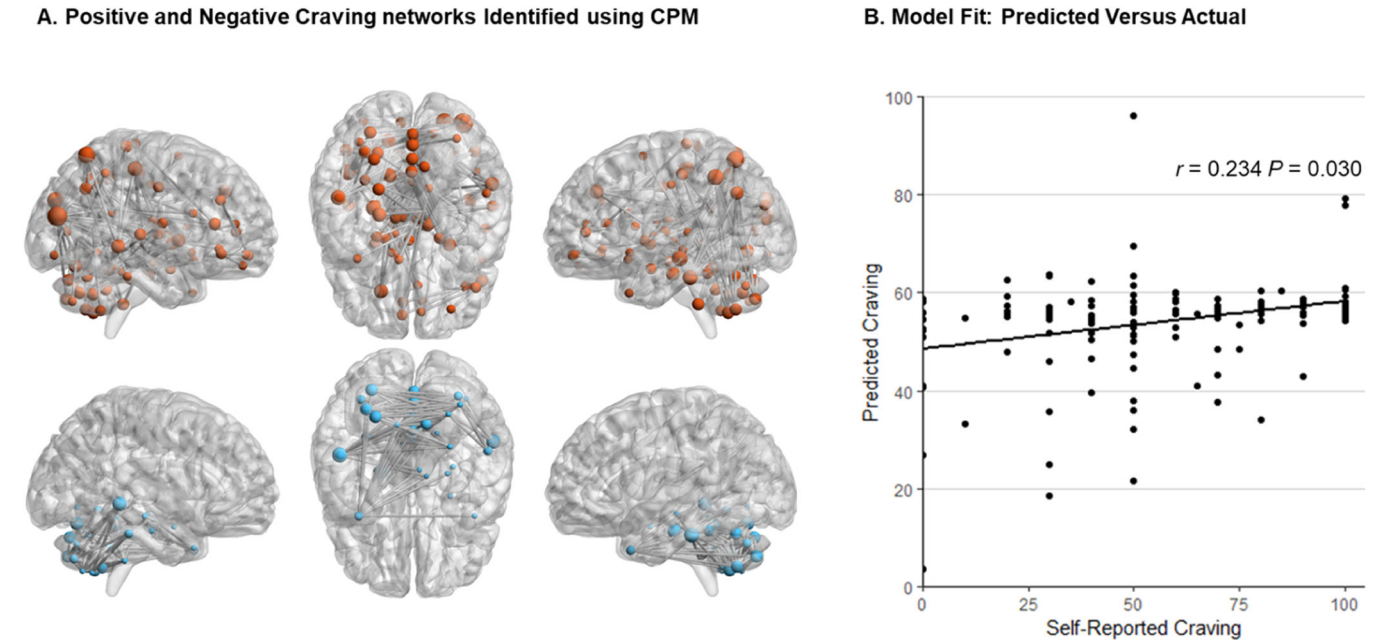 A. Positive and Negative Craving networks Identified using CPM
B. Model Fit: Predicted Versus Actual
100
80
60
40
20
0
Predicted Craving
r = 0.234 P = 0.030
0 25 50 75 100
Self-Reported Craving